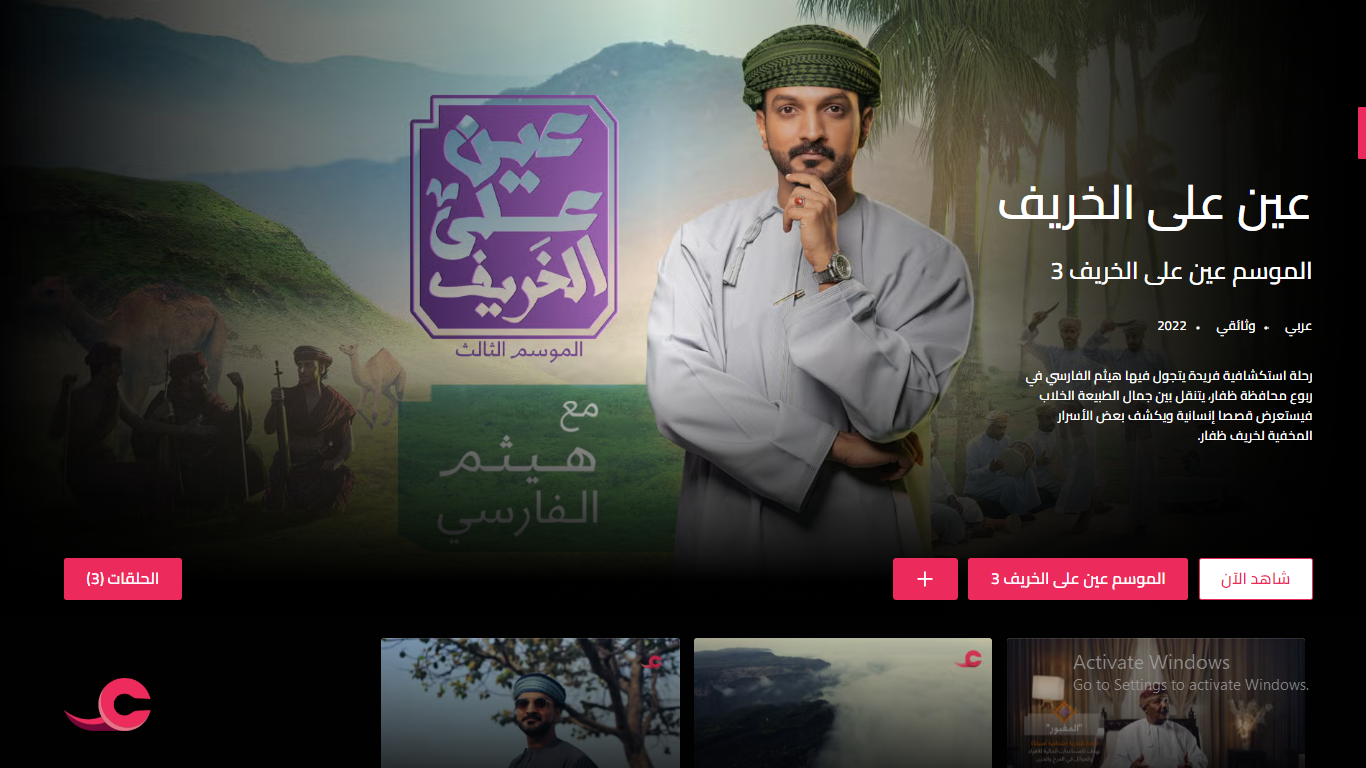 عين على الخريف
الموسم الثالث
مع
هيثم
الفارسي
عين على الخريف
الموسم عين على الخريف 3
عربي • وثائقي • 2022
رحلة استكشافية فريدة يتجول فيها هيثم الفارسي في
ربوع محافظة ظفار، يتنقل بين جمال الطبيعة الخلاب
فيستعرض قصصا إنسانية ويكشف بعض الأسرار
المخفية لخريف ظفار.
شاهد الآن
الموسم عين على الخريف 3
+
الحلقات (3)
Activate Windows
Go to Settings to activate Windows.
"المغبور"